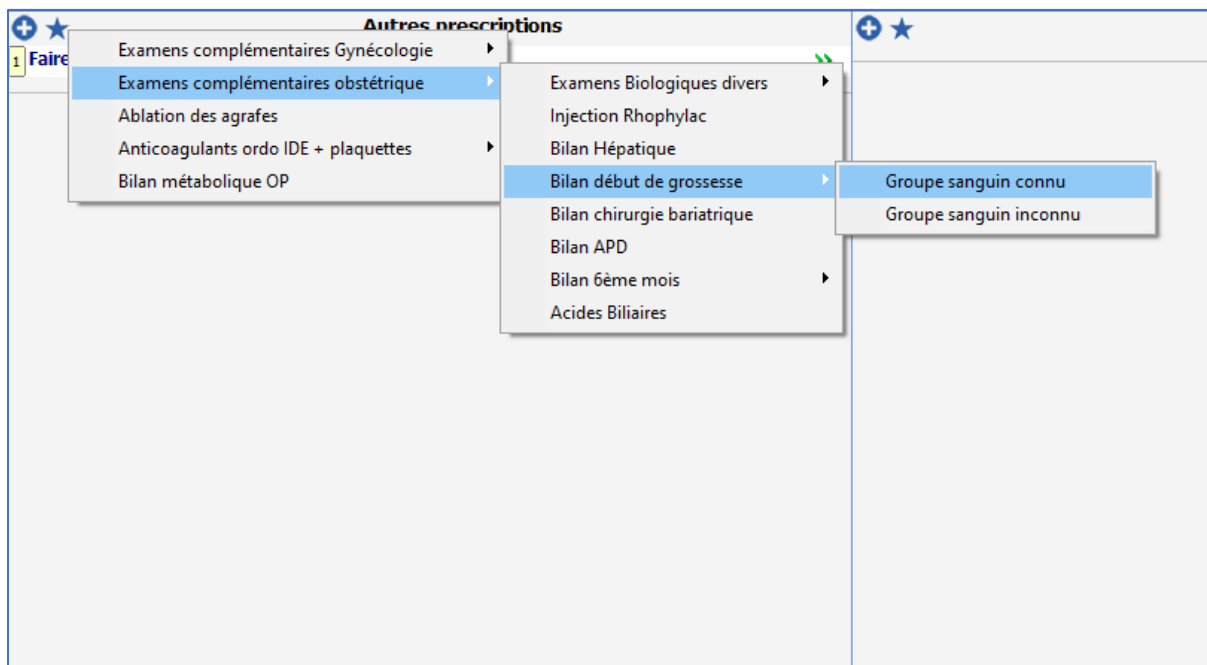 Autres prescriptions
1 Faire
Examens complémentaires Gynécologie
Examens complémentaires obstétrique
Ablation des agrafes
Anticoagulants ordo IDE + plaquettes
Bilan métabolique OP
Examens Biologiques divers
Injection Rhophylac
Bilan Hépatique
Bilan début de grossesse
Bilan chirurgie bariatrique
Bilan APD
Bilan 6ème mois
Acides Biliaires
Groupe sanguin connu
Groupe sanguin inconnu